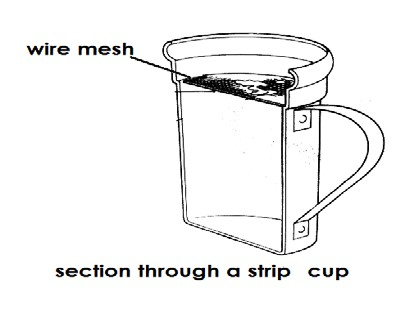 wire mesh
section through a strip cup